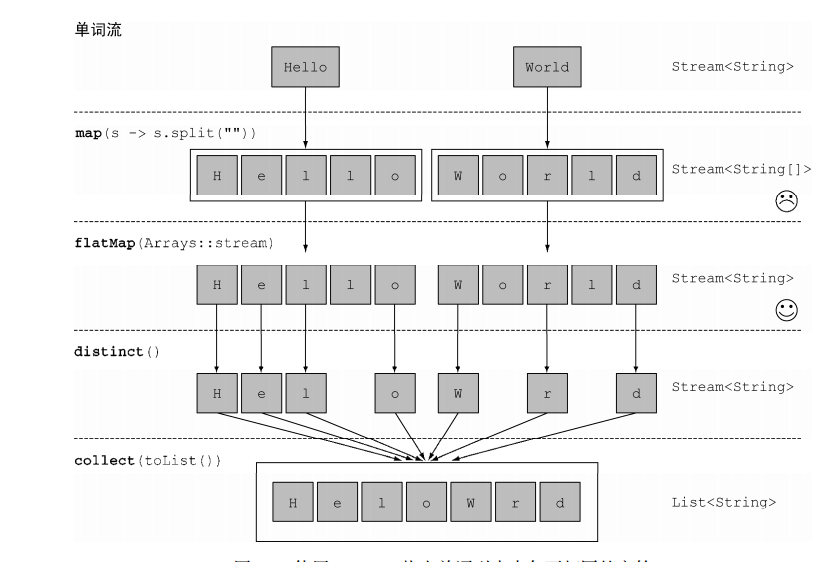 单词流
Hello World Stream<String>
map(s -> s.split(""))
H e l l o W o r l d Stream<String[]>
flatMap(Arrays::stream)
H e l l o W o r l d Stream<String>
distinct()
H e l o W r d Stream<String>
collect(toList())
H e l o W r d List<String>